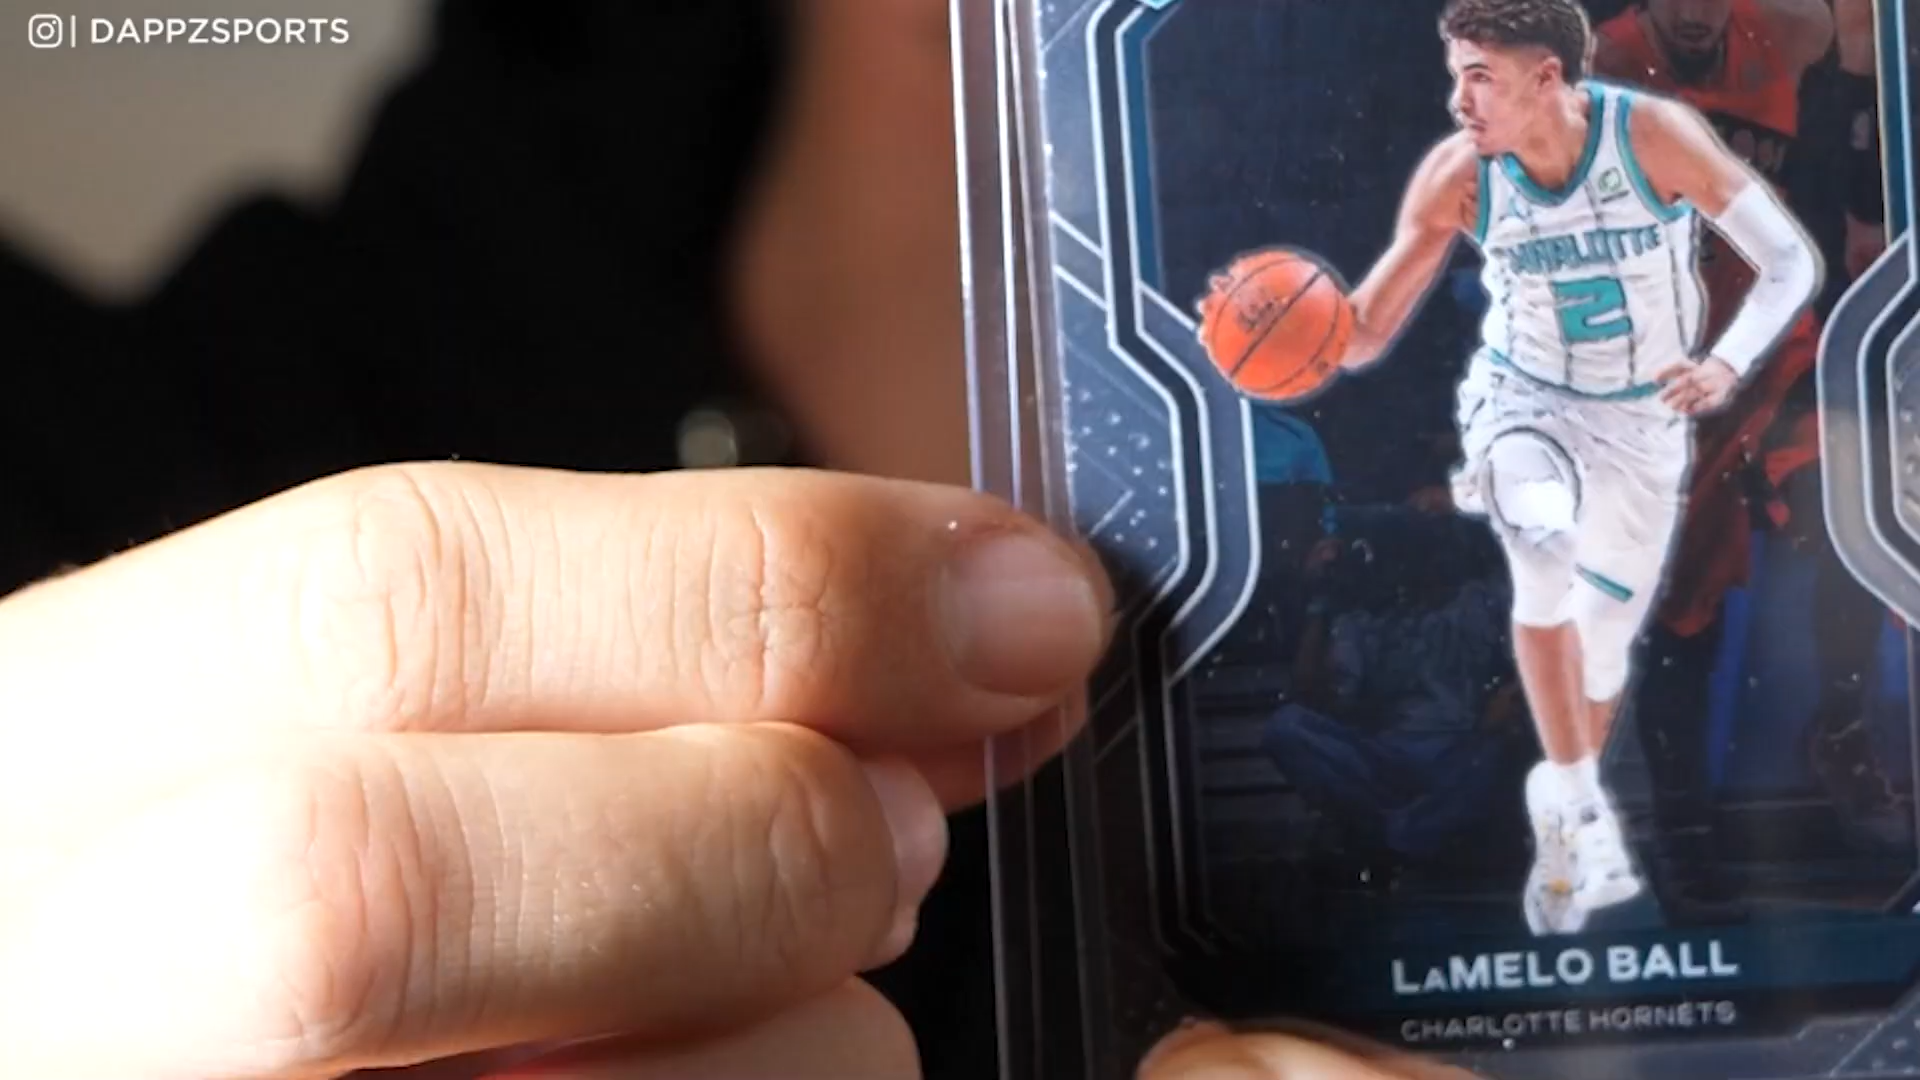 | DAPPZSPORTS
CHARLOTTE
2
LAMELO BALL
CHARLOTTE HORNETS